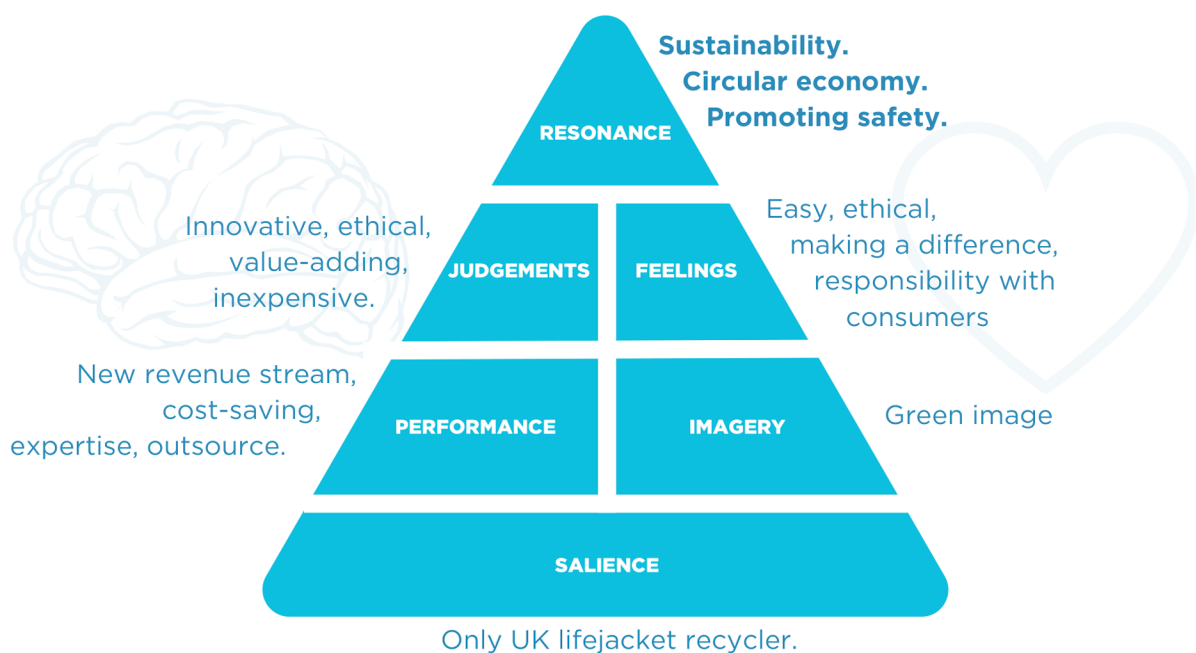 Sustainability.
Circular economy.
Promoting safety.
RESONANCE
Innovative, ethical,
value-adding,
inexpensive.
JUDGEMENTS
FEELINGS
Easy, ethical,
making a difference,
responsibility with
consumers
New revenue stream,
cost-saving,
expertise, outsource.
PERFORMANCE
IMAGERY
Green image
SALIENCE
Only UK lifejacket recycler.